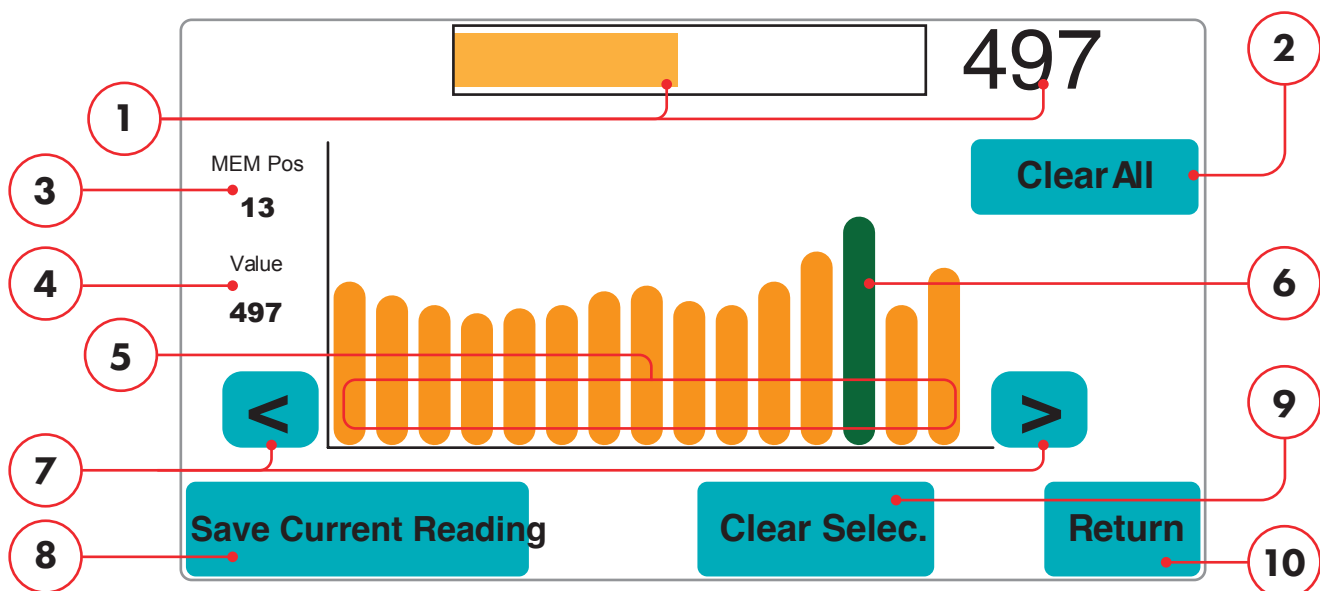 497
1
2
Clear All
MEM Pos
3
13
Value
4
497
6
5
<
>
9
7
Save Current Reading
Clear Selec.
Return
8
10